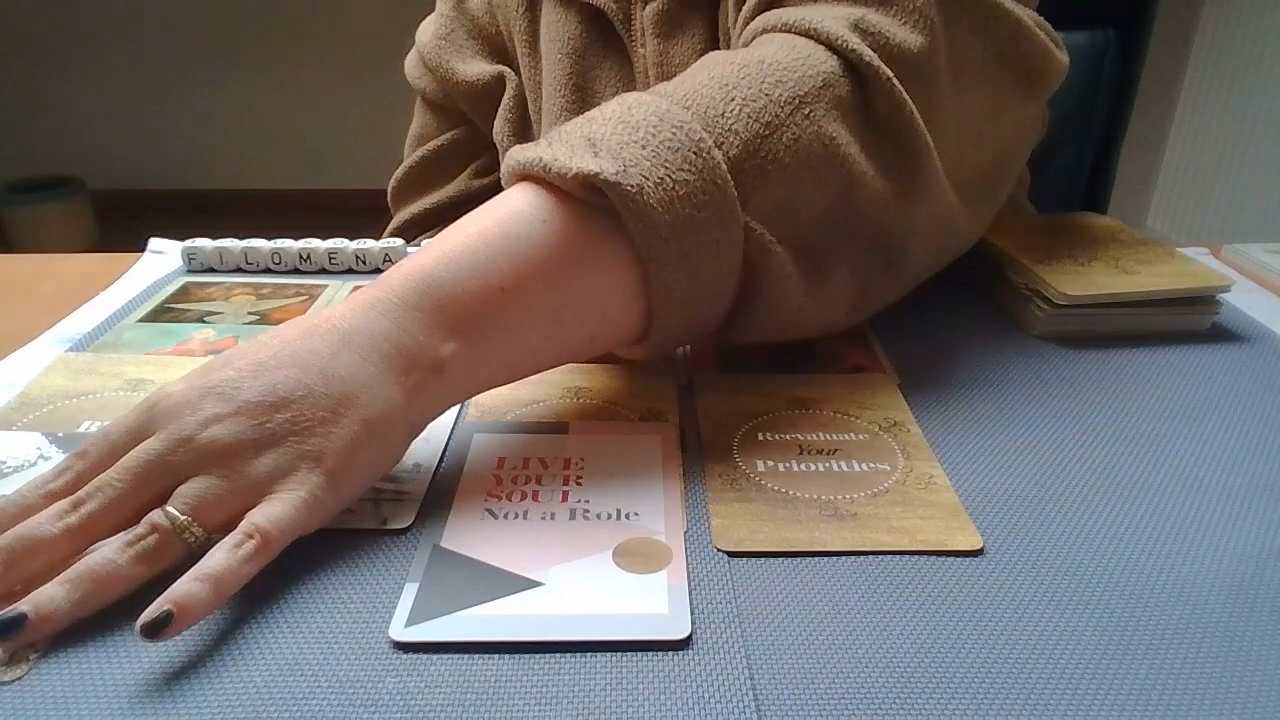 FILOMENA
LIVE
YOUR
SOUL,
Not a Role
Reevaluate
Your
Priorities